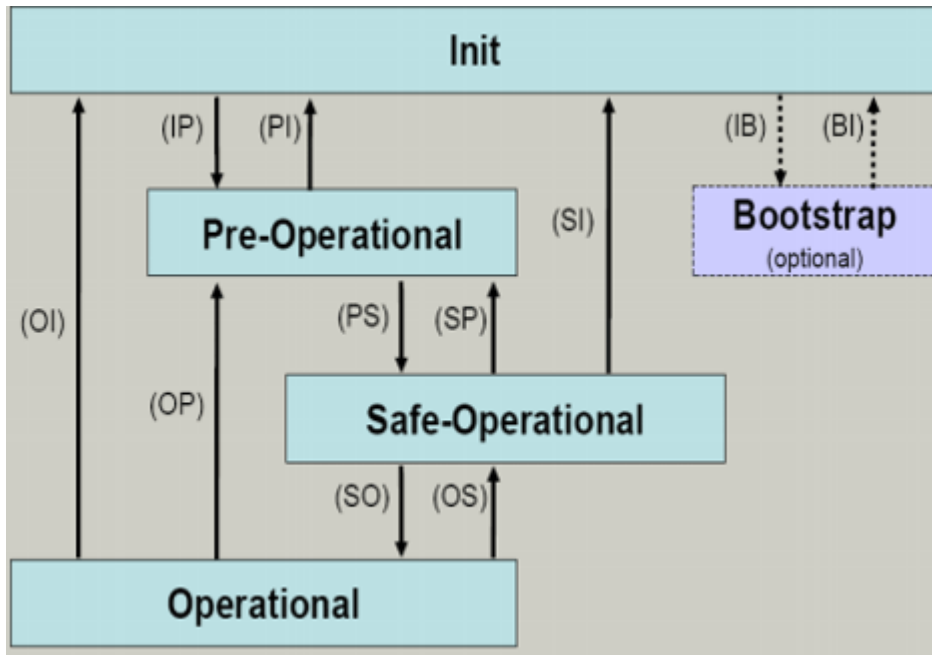 Init
(IP)
(PI)
(IB)
(BI)
Pre-Operational
(SI)
Bootstrap
(optional)
(OI)
(PS)
(SP)
(OP)
Safe-Operational
(SO)
(OS)
Operational